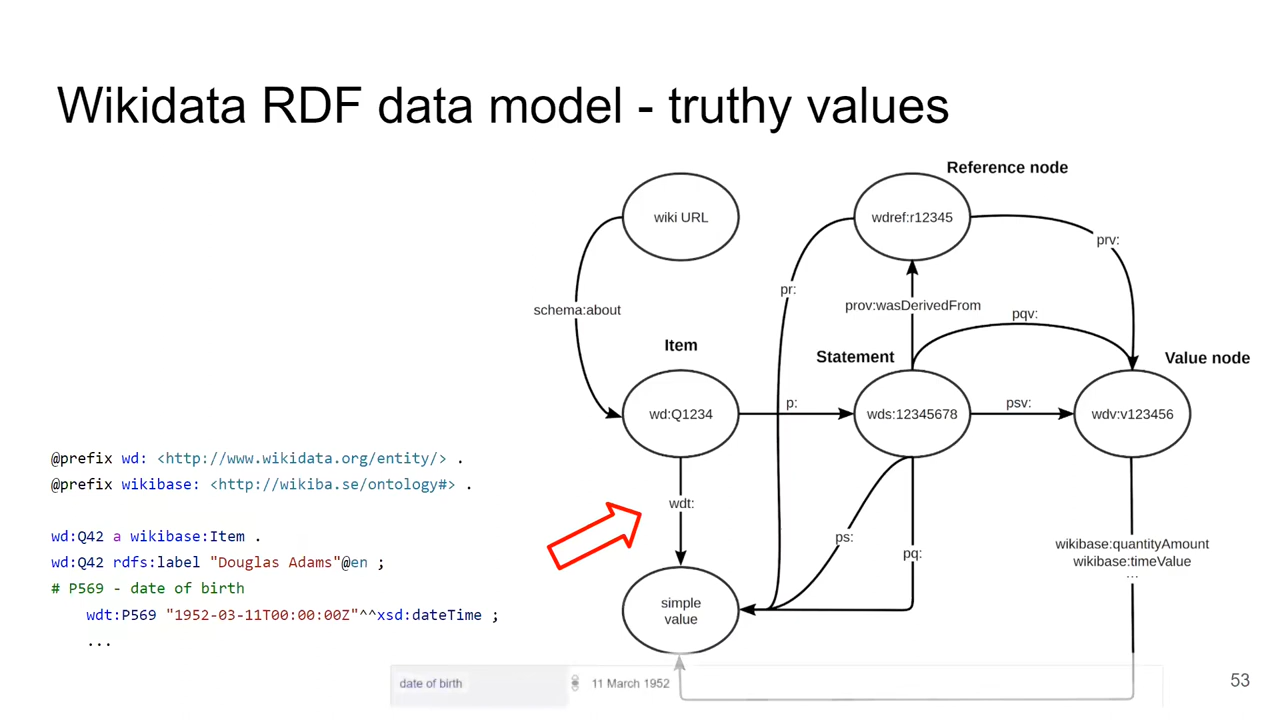 Wikidata RDF data model - truthy values
Reference node
wiki URL
wdref:r12345
prv:
pr:
prov:wasDerivedFrom
schema:about
pqv:
Item
Statement
Value node
wd:Q1234
p:
wds:12345678
psv:
wdv:v123456
@prefix wd: <http://www.wikidata.org/entity/> .
@prefix wikibase: <http://wikiba.se/ontology#> .
wd:Q42 a wikibase:Item .
wd:Q42 rdfs:label "Douglas Adams"@en ;
# P569 - date of birth
wdt:P569 "1952-03-11T00:00:00Z"^^xsd:dateTime ;
...
wdt:
ps:
pq:
wikibase:quantityAmount
wikibase:timeValue
...
simple
value
date of birth
11 March 1952
53